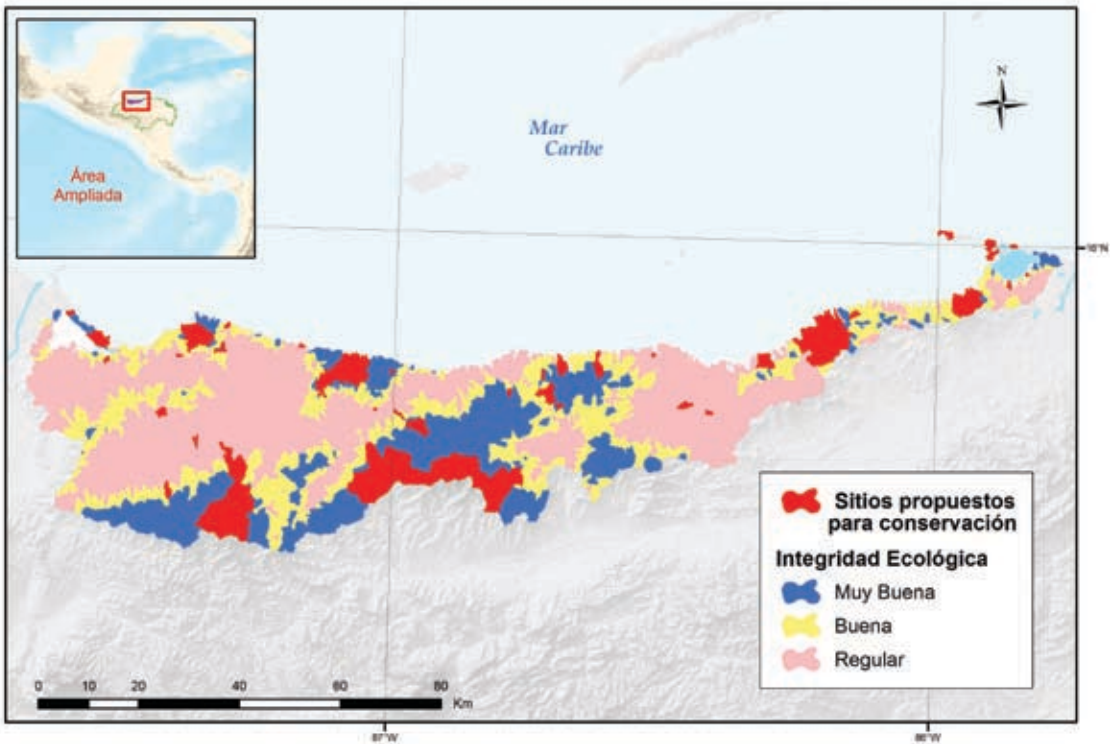 Área
Ampliada
Mar
Caribe
N
16°N
Sitios propuestos
para conservación
Integridad Ecológica
Muy Buena
Buena
Regular
0 10 20 40 60 80
Km
87°W
86°W